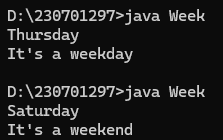 D:\230701297>java Week
Thursday
It's a weekday
D:\230701297>java Week
Saturday
It's a weekend